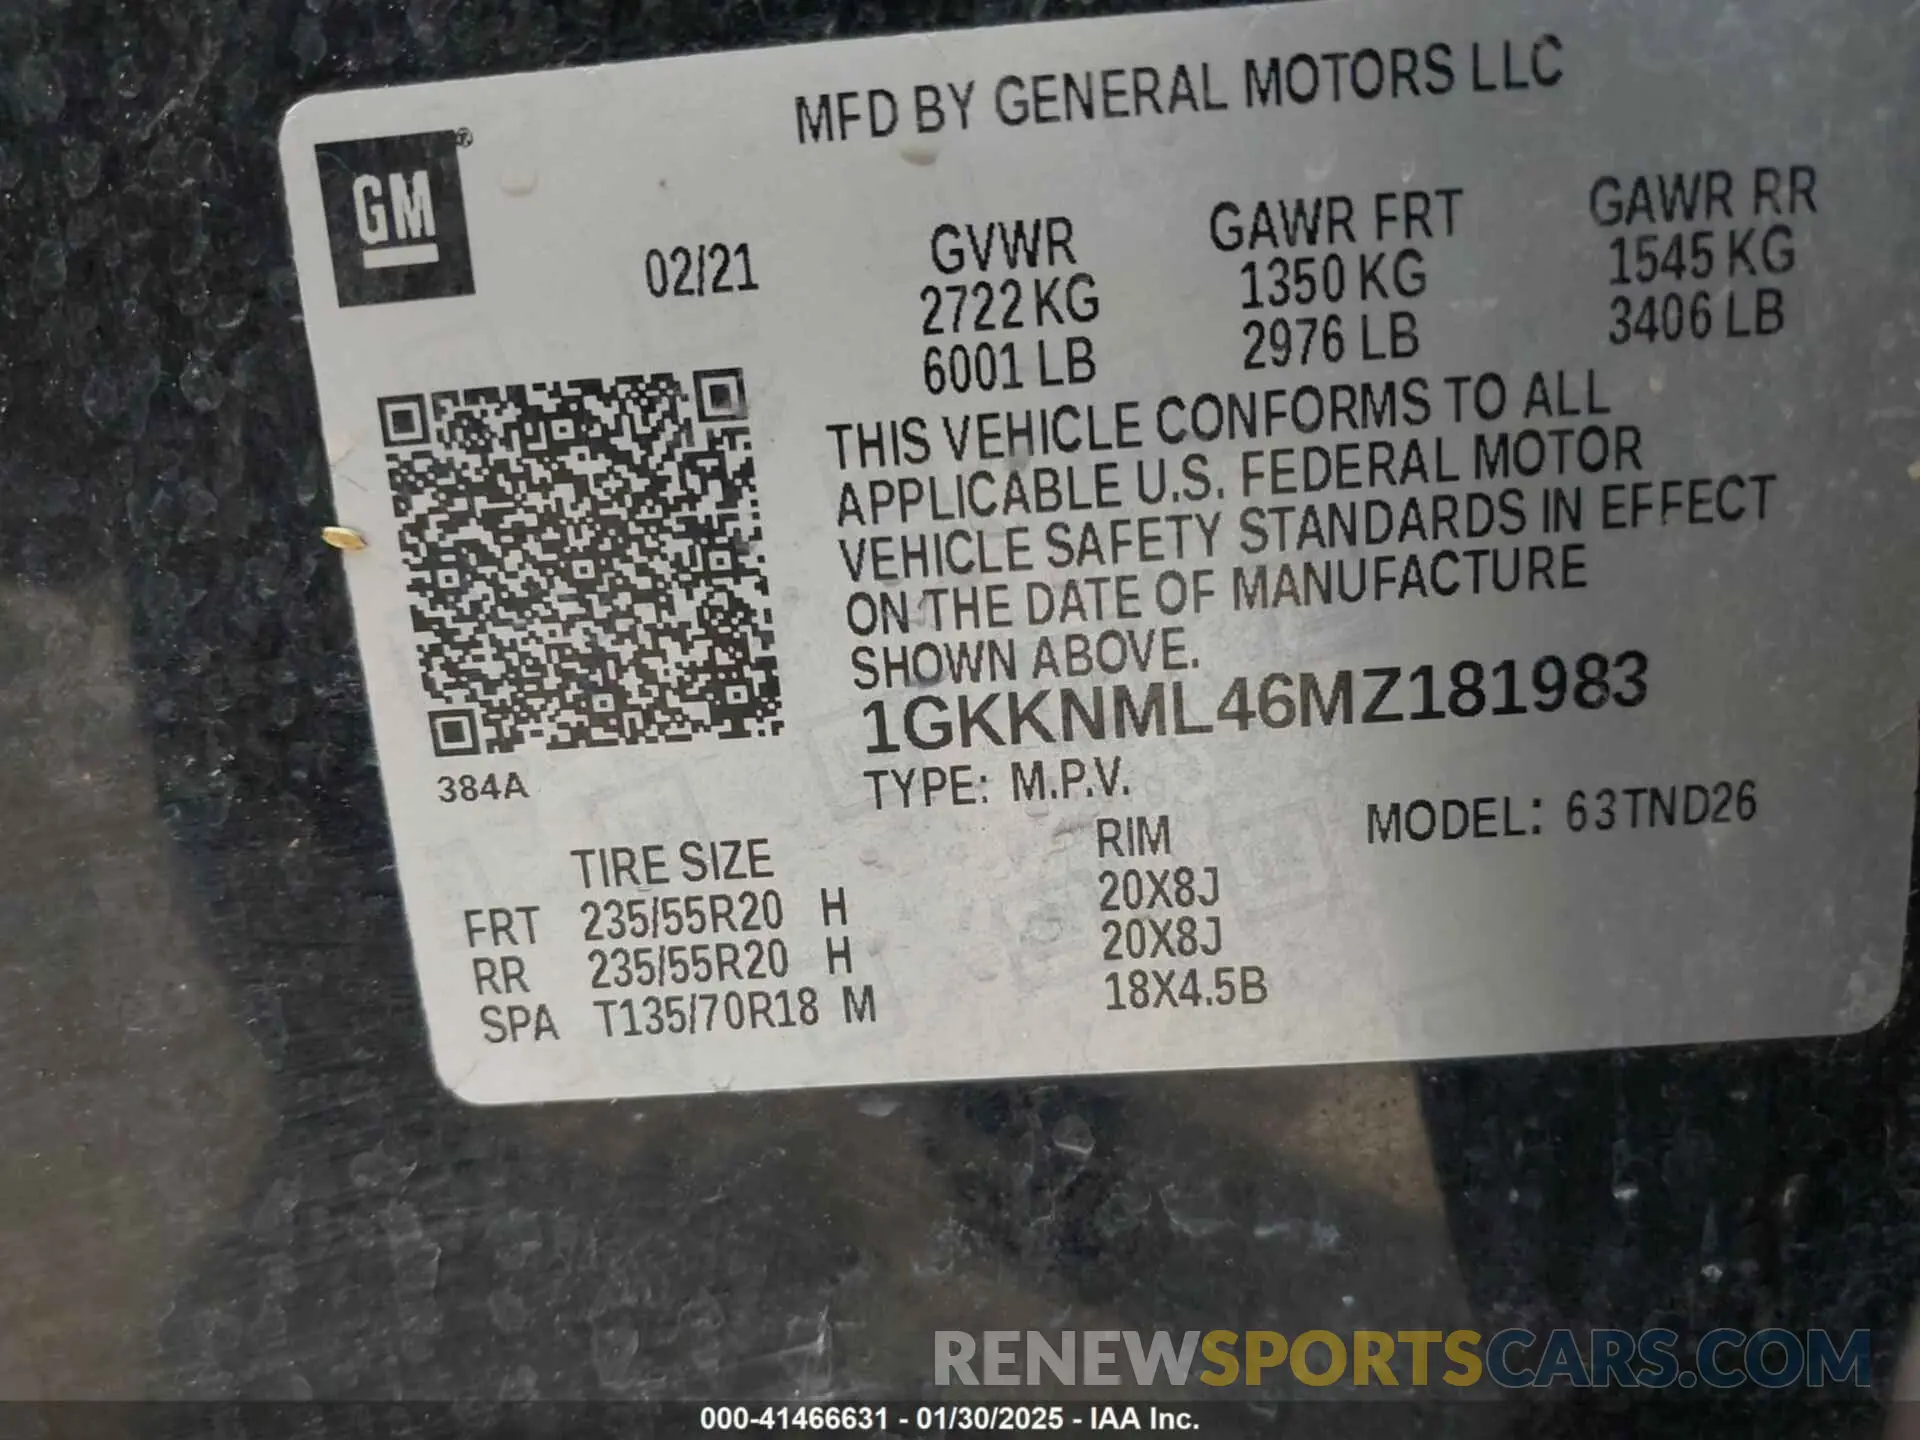 MFD BY GENERAL MOTORS LLC
GM®
02/21
GVWR GAWR FRT GAWR RR
2722 KG 1350 KG 1545 KG
6001 LB 2976 LB 3406 LB
THIS VEHICLE CONFORMS TO ALL
APPLICABLE U.S. FEDERAL MOTOR
VEHICLE SAFETY STANDARDS IN EFFECT
ON THE DATE OF MANUFACTURE
SHOWN ABOVE.
1GKKNML46MZ181983
384A
TYPE: M.P.V. MODEL: 63TND26
TIRE SIZE RIM
FRT 235/55R20 H 20X8J
RR 235/55R20 H 20X8J
SPA T135/70R18 M 18X4.5B
RENEWSPORTSCARS.COM
000-41466631 - 01/30/2025 - IAA Inc.